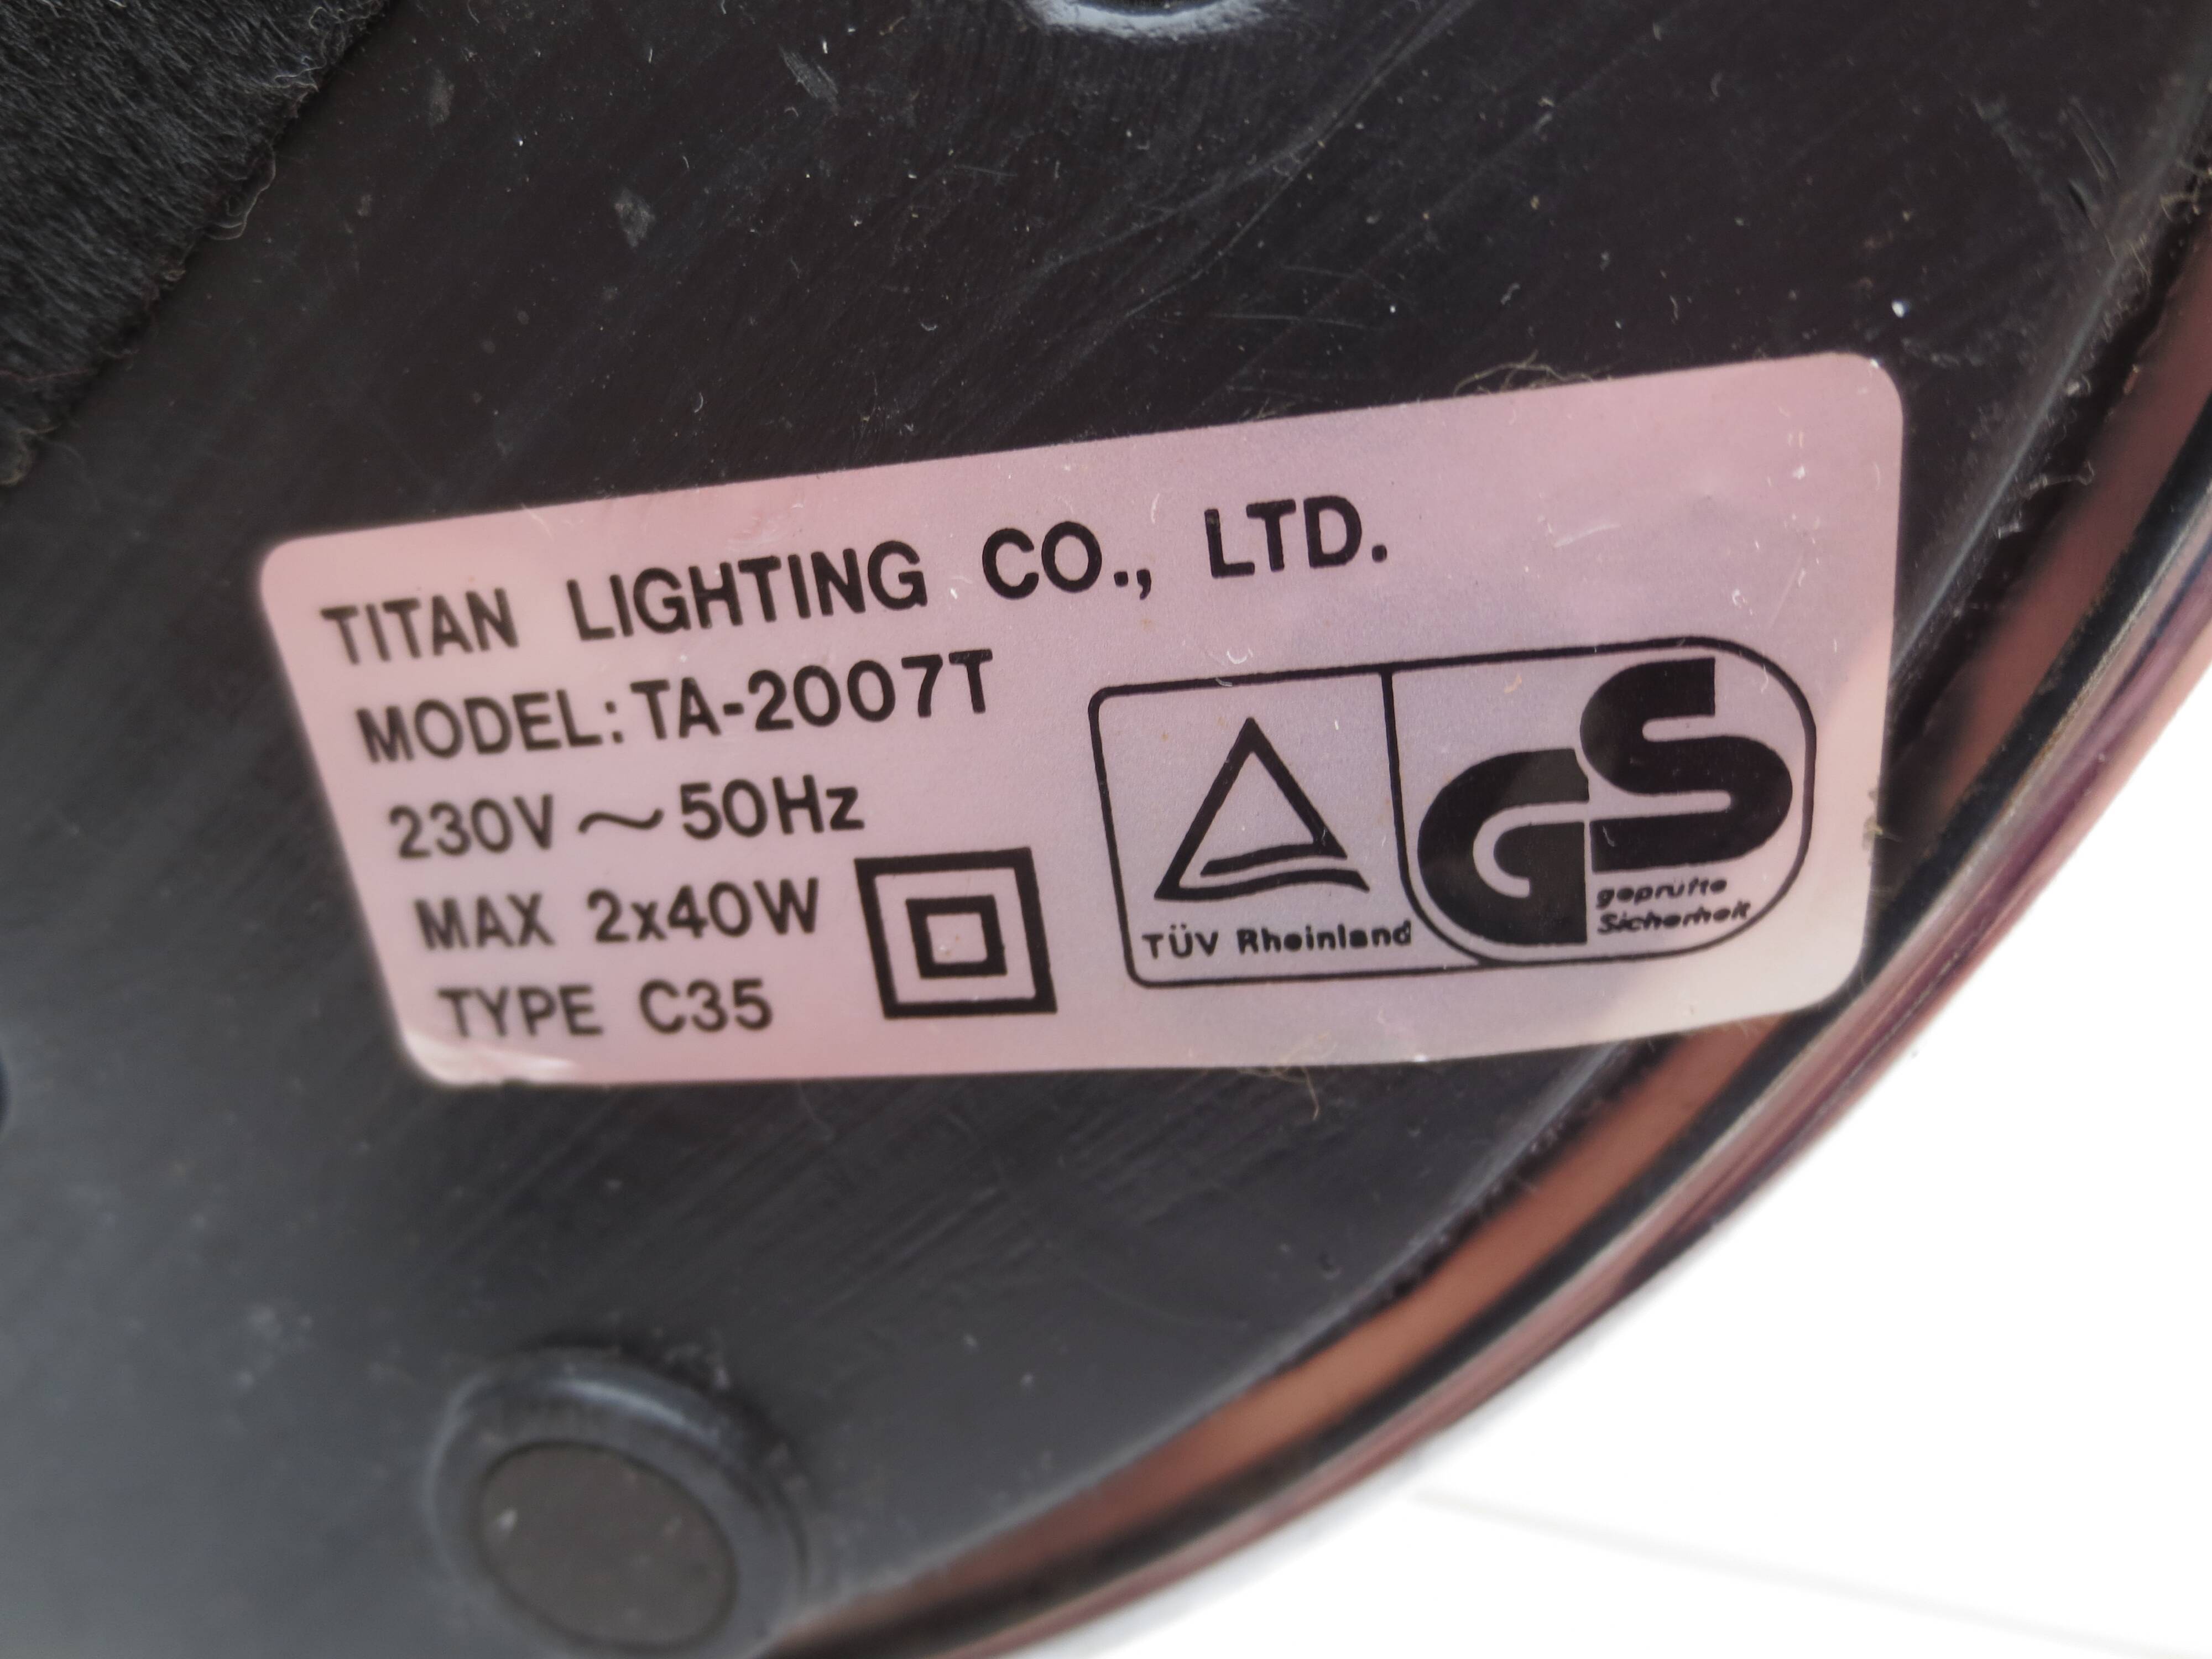 TITAN LIGHTING CO., LTD.
MODEL: TA-2007T
230V ~ 50Hz
MAX 2x40W
TYPE C35
TÜV Rheinland
GS
geprüfte
Sicherheit